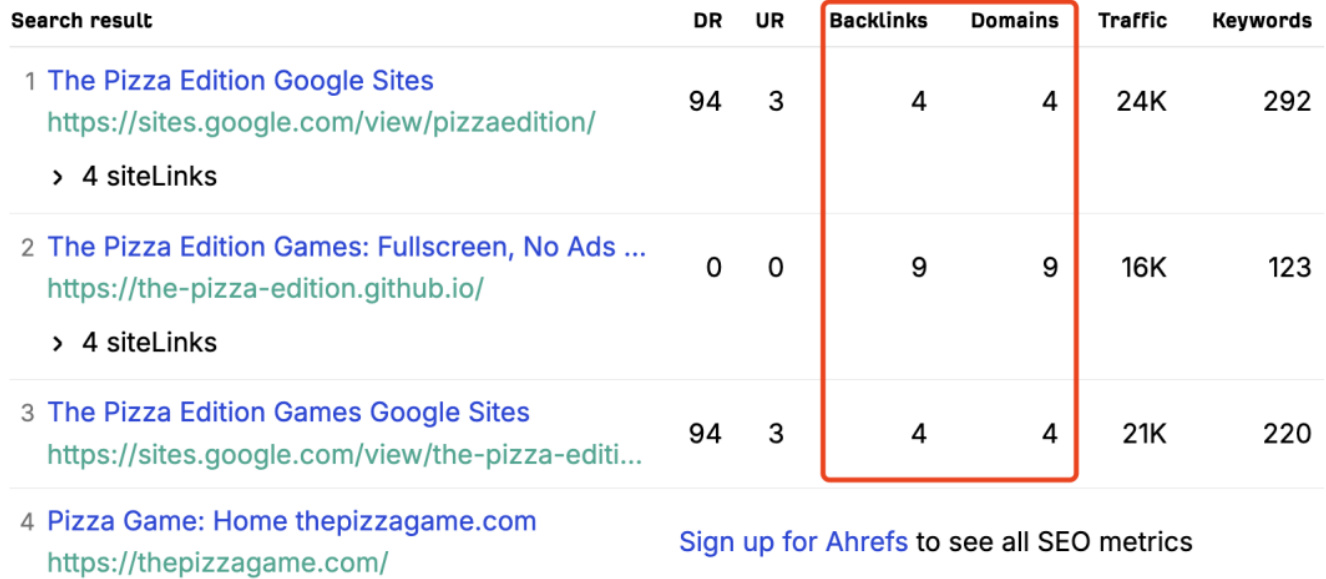 Search result DR UR Backlinks Domains Traffic Keywords
1 The Pizza Edition Google Sites
https://sites.google.com/view/pizzaedition/
94 3 4 4 24K 292
> 4 siteLinks
2 The Pizza Edition Games: Fullscreen, No Ads ...
https://the-pizza-edition.github.io/
0 0 9 9 16K 123
> 4 siteLinks
3 The Pizza Edition Games Google Sites
https://sites.google.com/view/the-pizza-editi...
94 3 4 4 21K 220
4 Pizza Game: Home thepizzagame.com
https://thepizzagame.com/
Sign up for Ahrefs to see all SEO metrics